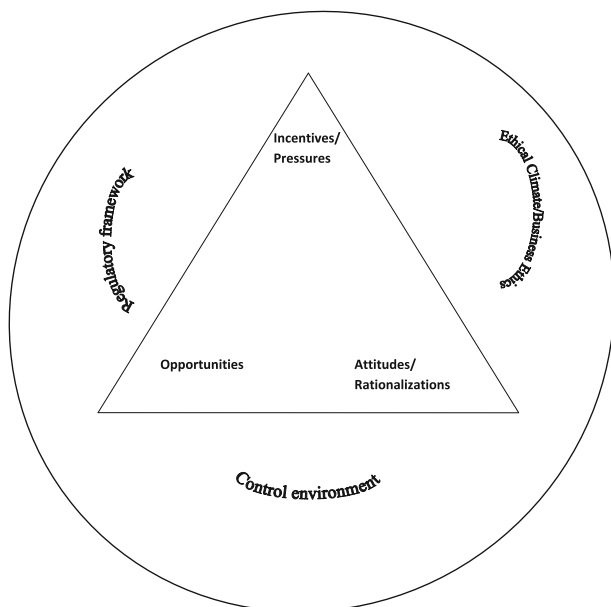 Incentives/
Pressures
Regulatory framework
Ethical Climate/Business Ethics
Opportunities
Attitudes/
Rationalizations
Control environment